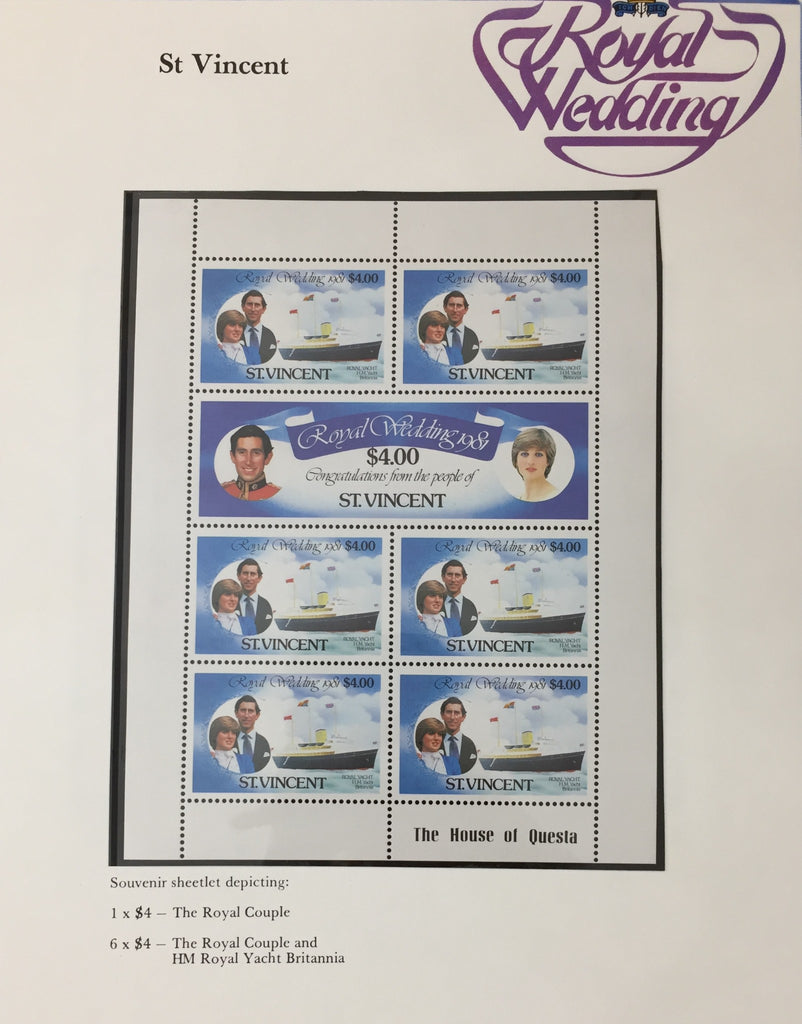 St Vincent
Royal
Wedding
Royal Wedding 1981 $4.00
ST. VINCENT
ROYAL YACHT
H.M. Yacht
Britannia
Royal Wedding 1981 $4.00
ST. VINCENT
ROYAL YACHT
H.M. Yacht
Britannia
Royal Wedding 1981
$4.00
Congratulations from the people of
ST. VINCENT
Royal Wedding 1981 $4.00
ST. VINCENT
ROYAL YACHT
H.M. Yacht
Britannia
Royal Wedding 1981 $4.00
ST. VINCENT
ROYAL YACHT
H.M. Yacht
Britannia
Royal Wedding 1981 $4.00
ST. VINCENT
ROYAL YACHT
H.M. Yacht
Britannia
Royal Wedding 1981 $4.00
ST. VINCENT
ROYAL YACHT
H.M. Yacht
Britannia
The House of Questa
Souvenir sheetlet depicting:
1 x $4 – The Royal Couple
6 x $4 – The Royal Couple and
HM Royal Yacht Britannia